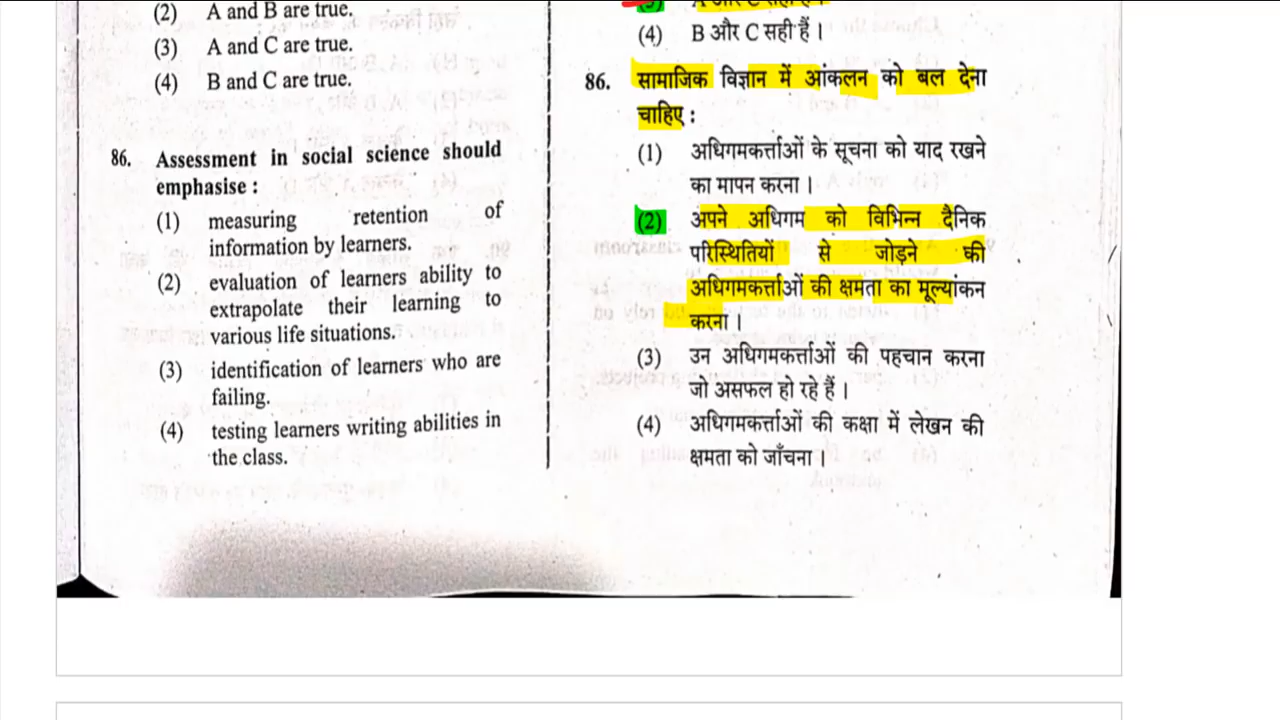 (2) A and B are true.
(3) A and C are true.
(4) B and C are true.
86. Assessment in social science should
emphasise :
(1) measuring retention of
information by learners.
(2) evaluation of learners ability to
extrapolate their learning to
various life situations.
(3) identification of learners who are
failing.
(4) testing learners writing abilities in
the class.
(4) B और C सही हैं।
86. सामाजिक विज्ञान में आंकलन को बल देना
चाहिए :
(1) अधिगमकर्त्ताओं के सूचना को याद रखने
का मापन करना।
(2) अपने अधिगम को विभिन्न दैनिक
परिस्थितियों से जोड़ने की
अधिगमकर्त्ताओं की क्षमता का मूल्यांकन
करना।
(3) उन अधिगमकर्त्ताओं की पहचान करना
जो असफल हो रहे हैं।
(4) अधिगमकर्त्ताओं की कक्षा में लेखन की
क्षमता को जाँचना।